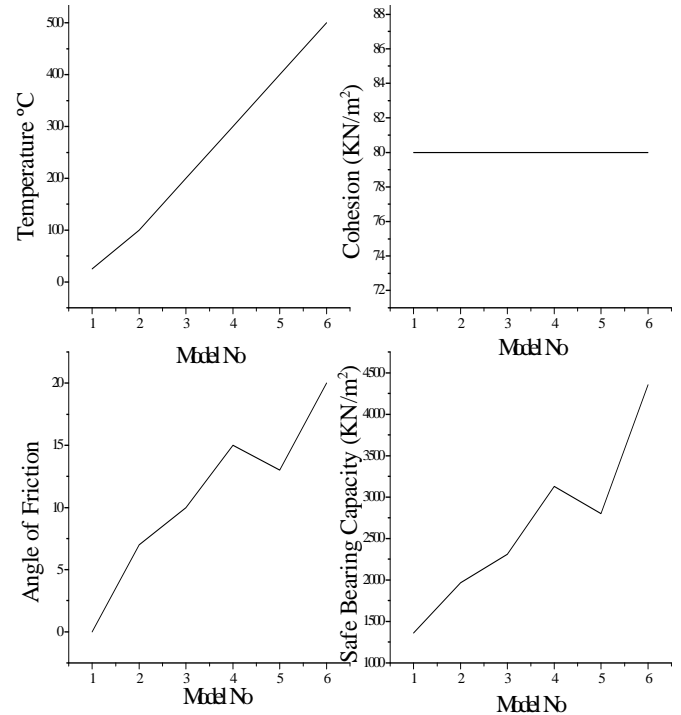 500
400
300
200
100
0
Temperature ºC
1 2 3 4 5 6
Model No
88
86
84
82
80
78
76
74
72
Cohesion (KN/m²)
1 2 3 4 5 6
Model No
20
15
10
5
0
Angle of Friction
1 2 3 4 5 6
Model No
4500
4000
3500
3000
2500
2000
1500
1000
Safe Bearing Capacity (KN/m²)
1 2 3 4 5 6
Model No